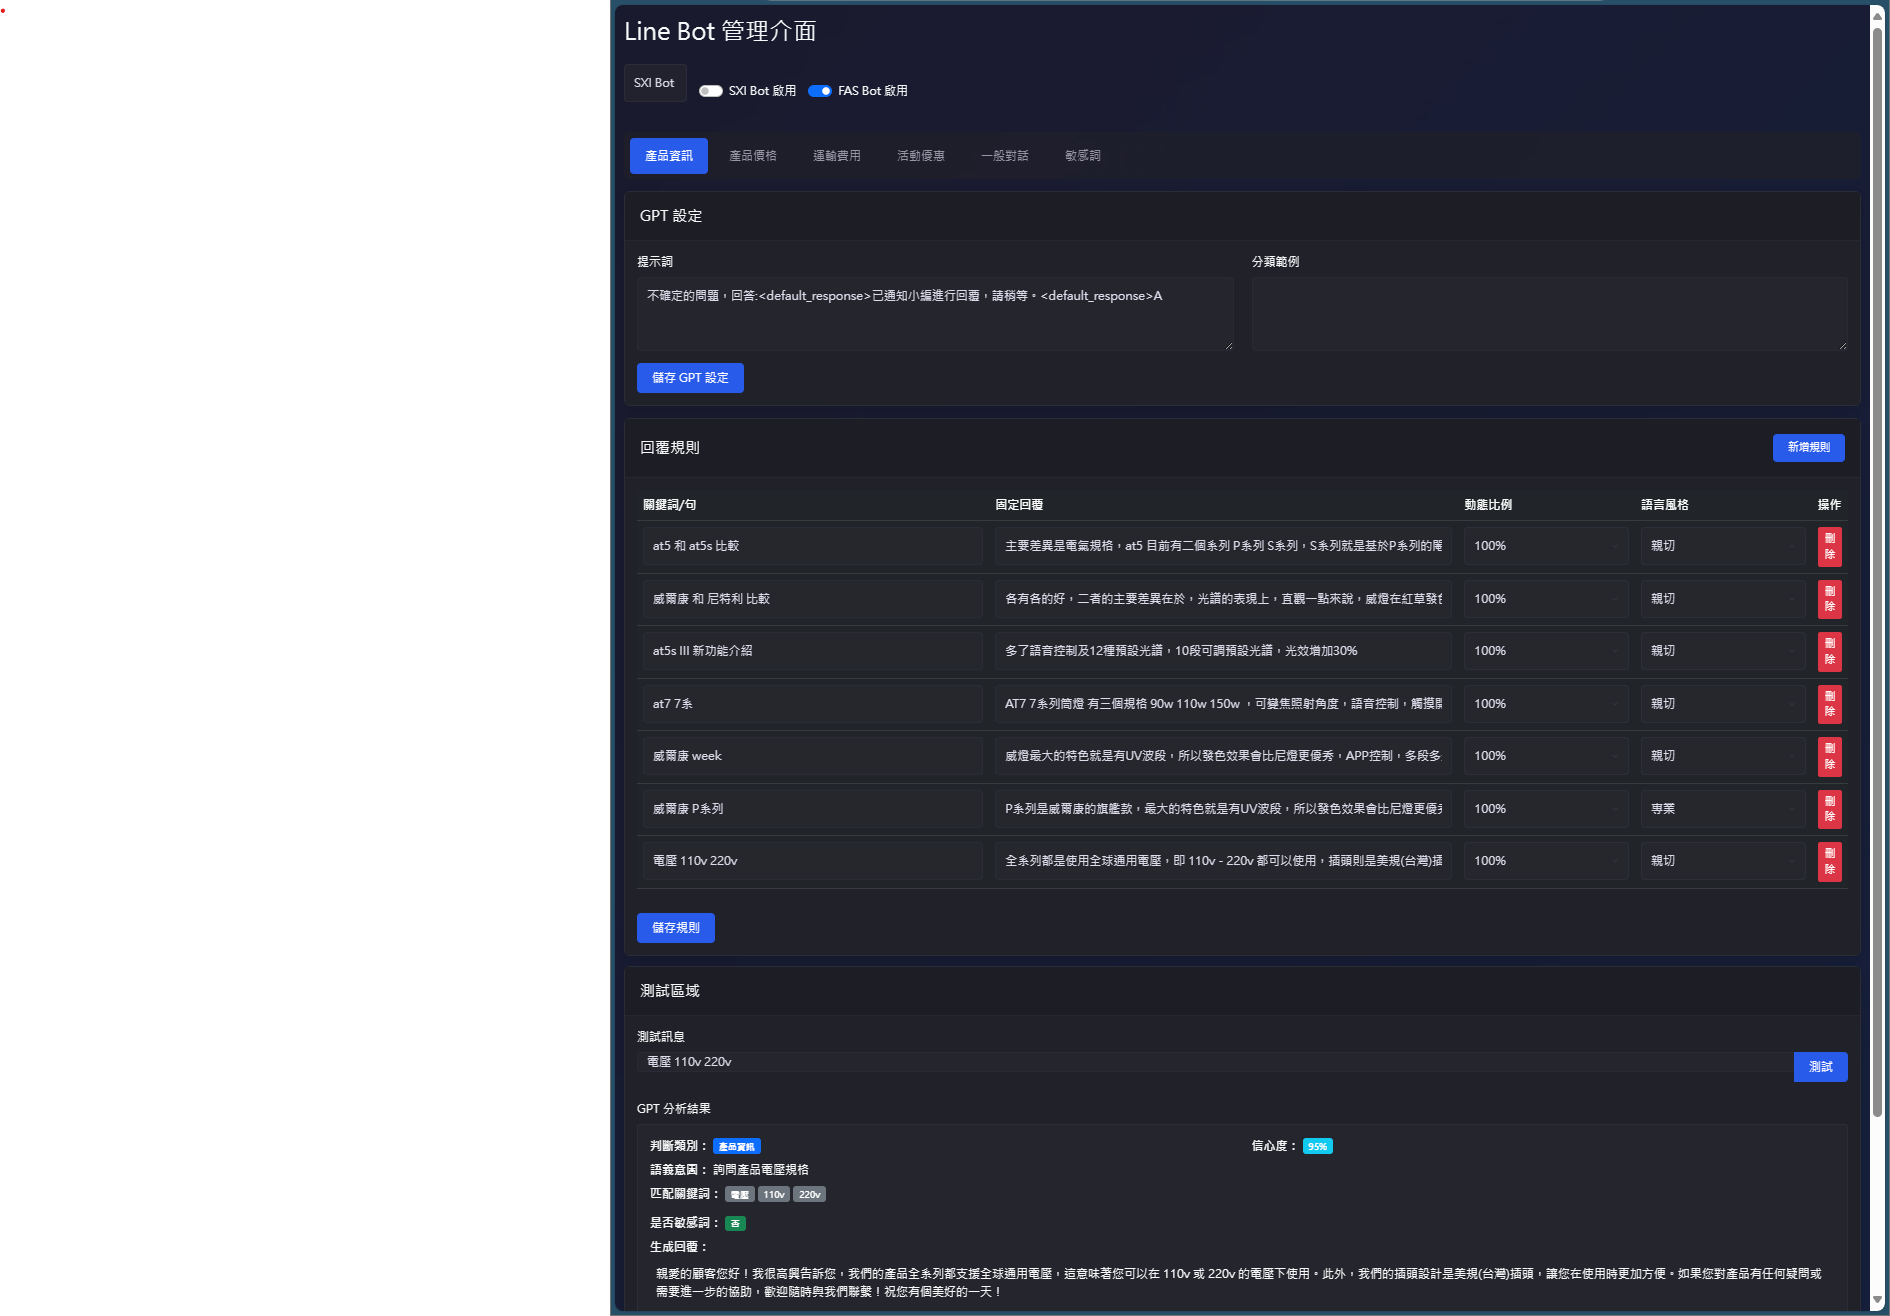 Line Bot 管理介面
SXI Bot
SXI Bot 啟用
FAS Bot 啟用
產品資訊
產品價格
運輸費用
活動優惠
一般對話
敏感詞
GPT 設定
提示詞
分類範例
不確定的問題，回答:<default_response>已通知小編進行回覆，請稍等。<default_response>A
儲存 GPT 設定
回覆規則
新增規則
關鍵詞/句
固定回覆
動態比例
語言風格
操作
at5 和 at5s 比較
主要差異是電氣規格，at5 目前有二個系列 P系列 S系列，S系列就是基於P系列的
100%
親切
刪
除
威爾康 和 尼特利 比較
各有各的好，二者的主要差異在於，光譜的表現上，直觀一點來說，威燈在紅草發
100%
親切
刪
除
at5s III 新功能介紹
多了語音控制及12種預設光譜，10段可調預設光譜，光效增加30%
100%
親切
刪
除
at7 7系
AT7 7系列筒燈 有三個規格 90w 110w 150w ，可變焦照射角度，語音控制，觸摸
100%
親切
刪
除
威爾康 week
威燈最大的特色就是有UV波段，所以發色效果會比尼燈更優秀，APP控制，多段多
100%
親切
刪
除
威爾康 P系列
P系列是威爾康的旗艦款，最大的特色就是有UV波段，所以發色效果會比尼燈更優
100%
專業
刪
除
電壓 110v 220v
全系列都是使用全球通用電壓，即 110v - 220v 都可以使用，插頭則是美規(台灣)插
100%
親切
刪
除
儲存規則
測試區域
測試訊息
電壓 110v 220v
測試
GPT 分析結果
判斷類別： 產品資訊
信心度： 95%
語義意圖： 詢問產品電壓規格
匹配關鍵詞： 電壓 110v 220v
是否敏感詞： 否
生成回覆：
親愛的顧客您好！我很高興告訴您，我們的產品全系列都支援全球通用電壓，這意味著您可以在 110v 或 220v 的電壓下使用。此外，我們的插頭設計是美規(台灣)插頭，讓您在使用時更加方便。如果您對產品有任何疑問或
需要進一步的協助，歡迎隨時與我們聯繫！祝您有個美好的一天！